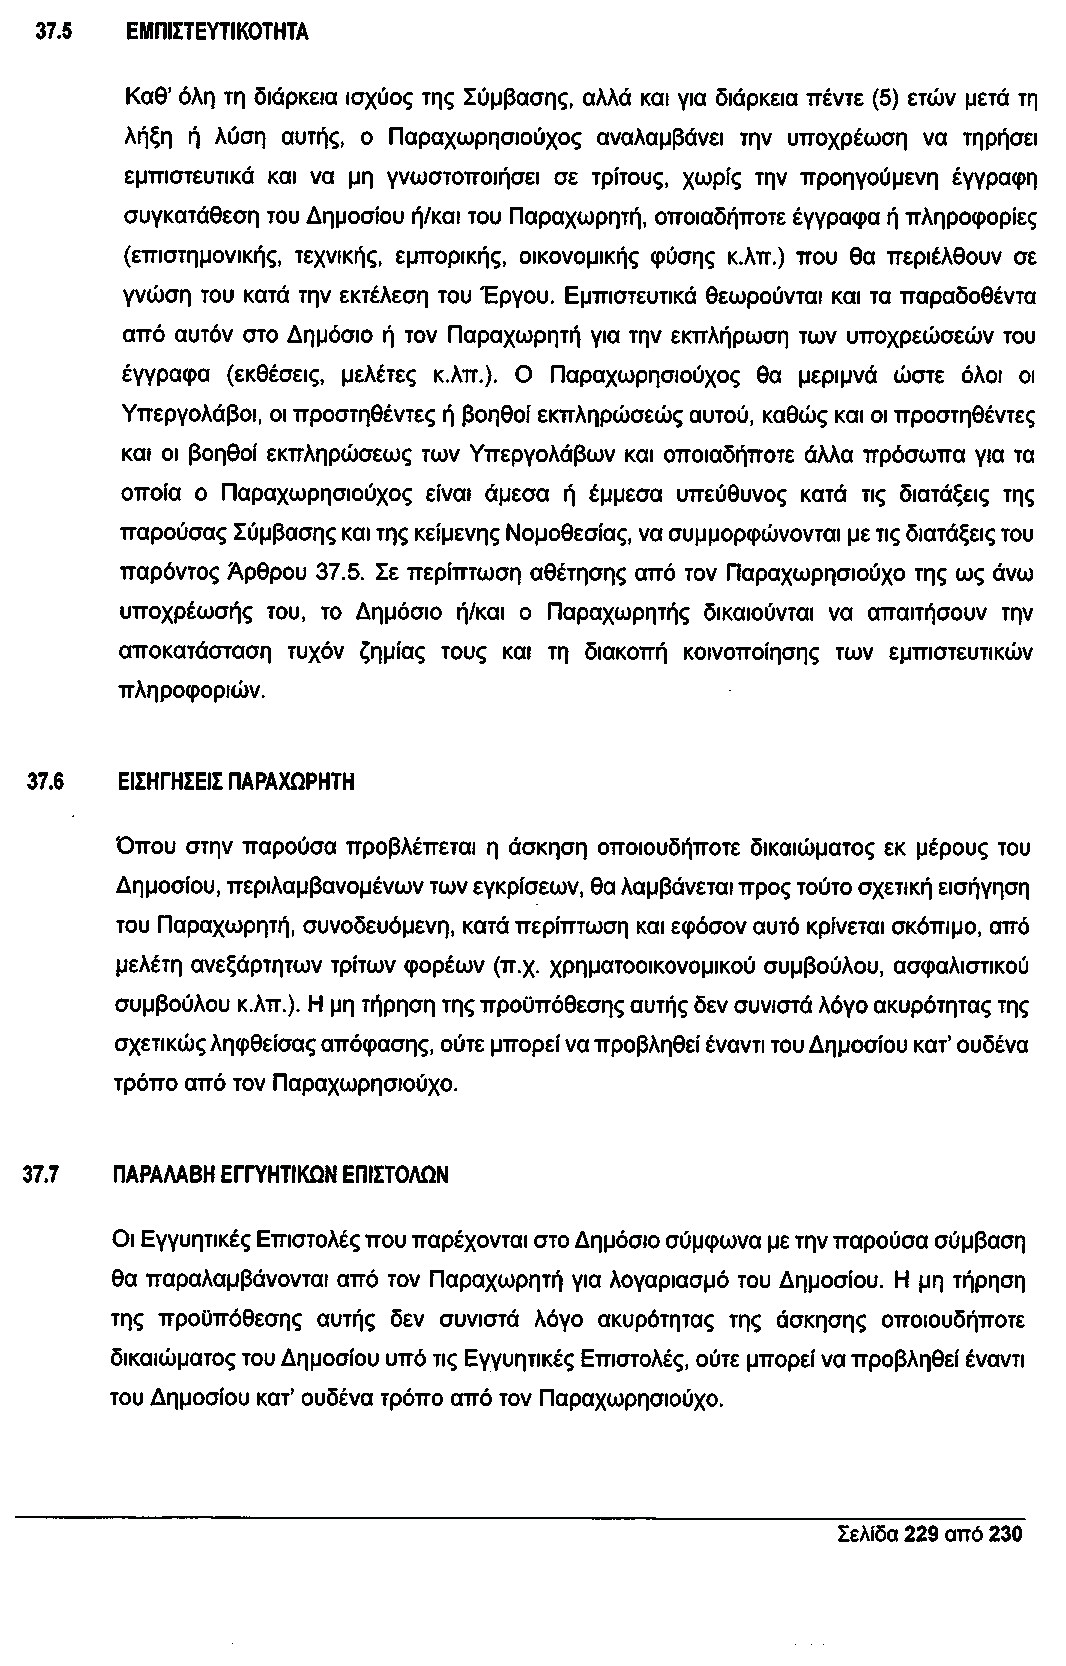 37.5 ΕΜΠΙΣΤΕΥΤΙΚΟΤΗΤΑ
Καθ’ όλη τη διάρκεια ισχύος της Σύμβασης, αλλά και για διάρκεια πέντε (5) ετών μετά τη
λήξη ή λύση αυτής, ο Παραχωρησιούχος αναλαμβάνει την υποχρέωση να τηρήσει
εμπιστευτικά και να μη γνωστοποιήσει σε τρίτους, χωρίς την προηγούμενη έγγραφη
συγκατάθεση του Δημοσίου ή/και του Παραχωρητή, οποιαδήποτε έγγραφα ή πληροφορίες
(επιστημονικής, τεχνικής, εμπορικής, οικονομικής φύσης κ.λπ.) που θα περιέλθουν σε
γνώση του κατά την εκτέλεση του Έργου. Εμπιστευτικά θεωρούνται και τα παραδοθέντα
από αυτόν στο Δημόσιο ή τον Παραχωρητή για την εκπλήρωση των υποχρεώσεών του
έγγραφα (εκθέσεις, μελέτες κ.λπ.). Ο Παραχωρησιούχος θα μεριμνά ώστε όλοι οι
Υπεργολάβοι, οι προστηθέντες ή βοηθοί εκπληρώσεώς αυτού, καθώς και οι προστηθέντες
και οι βοηθοί εκπληρώσεως των Υπεργολάβων και οποιαδήποτε άλλα πρόσωπα για τα
οποία ο Παραχωρησιούχος είναι άμεσα ή έμμεσα υπεύθυνος κατά τις διατάξεις της
παρούσας Σύμβασης και της κείμενης Νομοθεσίας, να συμμορφώνονται με τις διατάξεις του
παρόντος Άρθρου 37.5. Σε περίπτωση αθέτησης από τον Παραχωρησιούχο της ως άνω
υποχρέωσής του, το Δημόσιο ή/και ο Παραχωρητής δικαιούνται να απαιτήσουν την
αποκατάσταση τυχόν ζημίας τους και τη διακοπή κοινοποίησης των εμπιστευτικών
πληροφοριών.
37.6 ΕΙΣΗΓΗΣΕΙΣ ΠΑΡΑΧΩΡΗΤΗ
Όπου στην παρούσα προβλέπεται η άσκηση οποιουδήποτε δικαιώματος εκ μέρους του
Δημοσίου, περιλαμβανομένων των εγκρίσεων, θα λαμβάνεται προς τούτο σχετική εισήγηση
του Παραχωρητή, συνοδευόμενη, κατά περίπτωση και εφόσον αυτό κρίνεται σκόπιμο, από
μελέτη ανεξάρτητων τρίτων φορέων (π.χ. χρηματοοικονομικού συμβούλου, ασφαλιστικού
συμβούλου κ.λπ.). Η μη τήρηση της προϋπόθεσης αυτής δεν συνιστά λόγο ακυρότητας της
σχετικώς ληφθείσας απόφασης, ούτε μπορεί να προβληθεί έναντι του Δημοσίου κατ’ ουδένα
τρόπο από τον Παραχωρησιούχο.
37.7 ΠΑΡΑΛΑΒΗ ΕΓΓΥΗΤΙΚΩΝ ΕΠΙΣΤΟΛΩΝ
Οι Εγγυητικές Επιστολές που παρέχονται στο Δημόσιο σύμφωνα με την παρούσα σύμβαση
θα παραλαμβάνονται από τον Παραχωρητή για λογαριασμό του Δημοσίου. Η μη τήρηση
της προϋπόθεσης αυτής δεν συνιστά λόγο ακυρότητας της άσκησης οποιουδήποτε
δικαιώματος του Δημοσίου υπό τις Εγγυητικές Επιστολές, ούτε μπορεί να προβληθεί έναντι
του Δημοσίου κατ’ ουδένα τρόπο από τον Παραχωρησιούχο.
Σελίδα 229 από 230